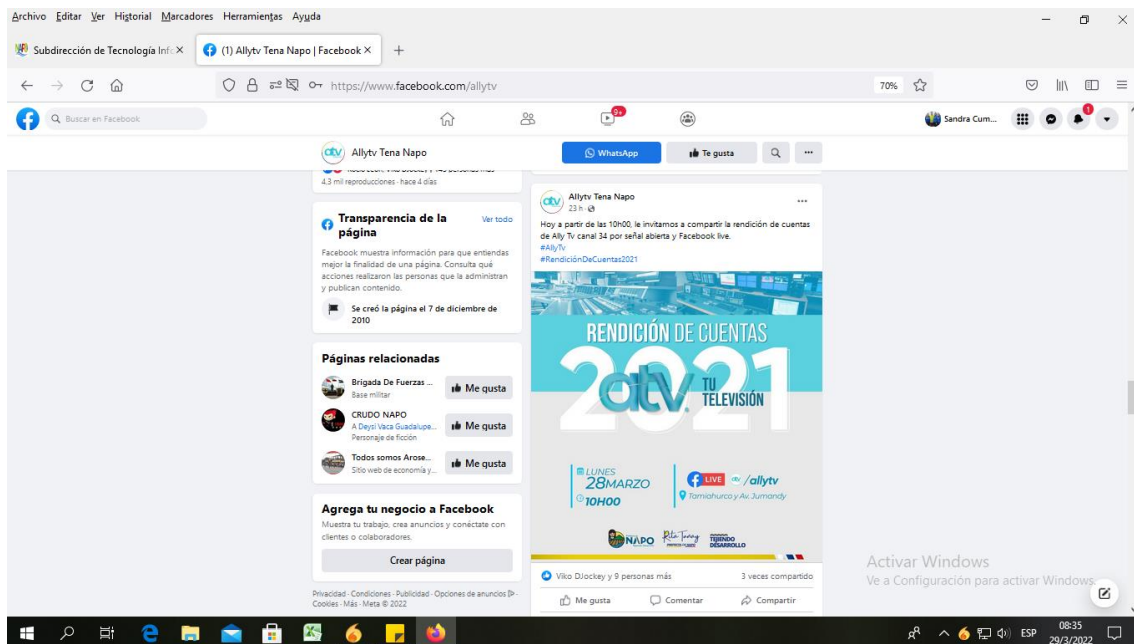 Archivo Editar Ver Historial Marcadores Herramientas Ayuda
Subdirección de Tecnología Infc
(1) Allytv Tena Napo | Facebook
https://www.facebook.com/allytv
70%
Buscar en Facebook
9+
Sandra Cum...
1
Allytv Tena Napo
WhatsApp
Te gusta
4,3 mil reproducciones · hace 4 días
Transparencia de la página
Ver todo
Facebook muestra información para que entiendas
mejor la finalidad de una página. Consulta qué
acciones realizaron las personas que la administran
y publican contenido.
Se creó la página el 7 de diciembre de
2010
Páginas relacionadas
Brigada De Fuerzas ...
Base militar
Me gusta
CRUDO NAPO
A Deysi Vaca Guadalupe...
Personaje de ficción
Me gusta
Todos somos Arose...
Sitio web de economía y...
Me gusta
Agrega tu negocio a Facebook
Muestra tu trabajo, crea anuncios y conéctate con
clientes o colaboradores.
Crear página
Privacidad · Condiciones · Publicidad · Opciones de anuncios
Cookies · Más · Meta © 2022
atv
Allytv Tena Napo
23 h
Hoy a partir de las 10h00, le invitamos a compartir la rendición de cuentas
de Ally Tv canal 34 por señal abierta y Facebook live.
#AllyTv
#RendiciónDeCuentas2021
RENDICIÓN DE CUENTAS
2021
atv TU
TELEVISIÓN
LUNES
28MARZO
10H00
LIVE atv /allytv
Tamiahurco y Av. Jumandy
NAPO
Rita Tunay
TEJIENDO
DESARROLLO
Viko DJockey y 9 personas más
3 veces compartido
Me gusta
Comentar
Compartir
Activar Windows
Ve a Configuración para activar Windows.
ESP
08:35
29/3/2022